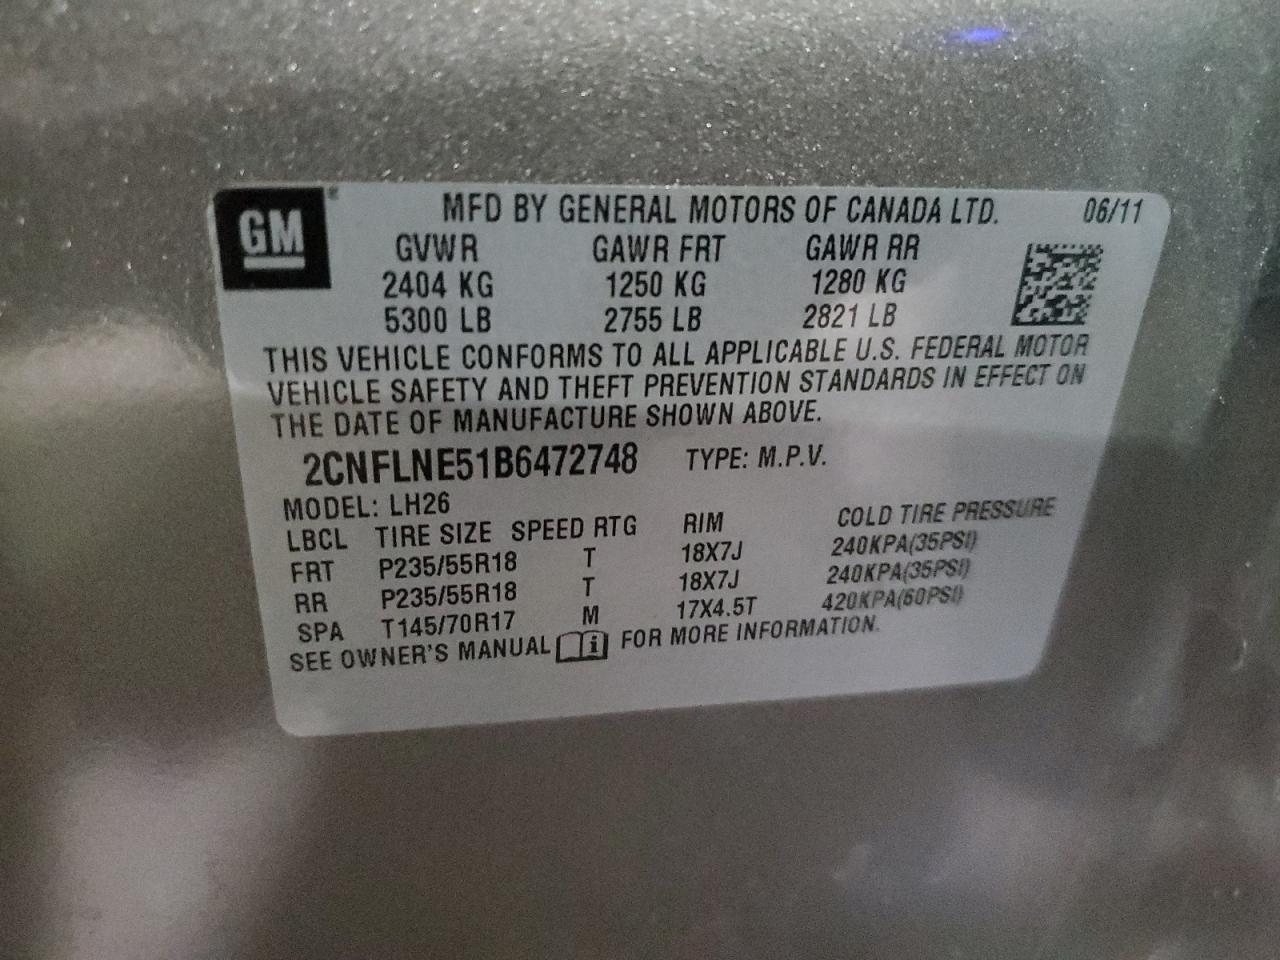 GM® MFD BY GENERAL MOTORS OF CANADA LTD. 06/11
GVWR GAWR FRT GAWR RR
2404 KG 1250 KG 1280 KG
5300 LB 2755 LB 2821 LB
THIS VEHICLE CONFORMS TO ALL APPLICABLE U.S. FEDERAL MOTOR
VEHICLE SAFETY AND THEFT PREVENTION STANDARDS IN EFFECT ON
THE DATE OF MANUFACTURE SHOWN ABOVE.
2CNFLNE51B6472748 TYPE: M.P.V.
MODEL: LH26
LBCL TIRE SIZE SPEED RTG RIM COLD TIRE PRESSURE
FRT P235/55R18 T 18X7J 240KPA(35PSI)
RR P235/55R18 T 18X7J 240KPA(35PSI)
SPA T145/70R17 M 17X4.5T 420KPA(60PSI)
SEE OWNER'S MANUAL i FOR MORE INFORMATION.